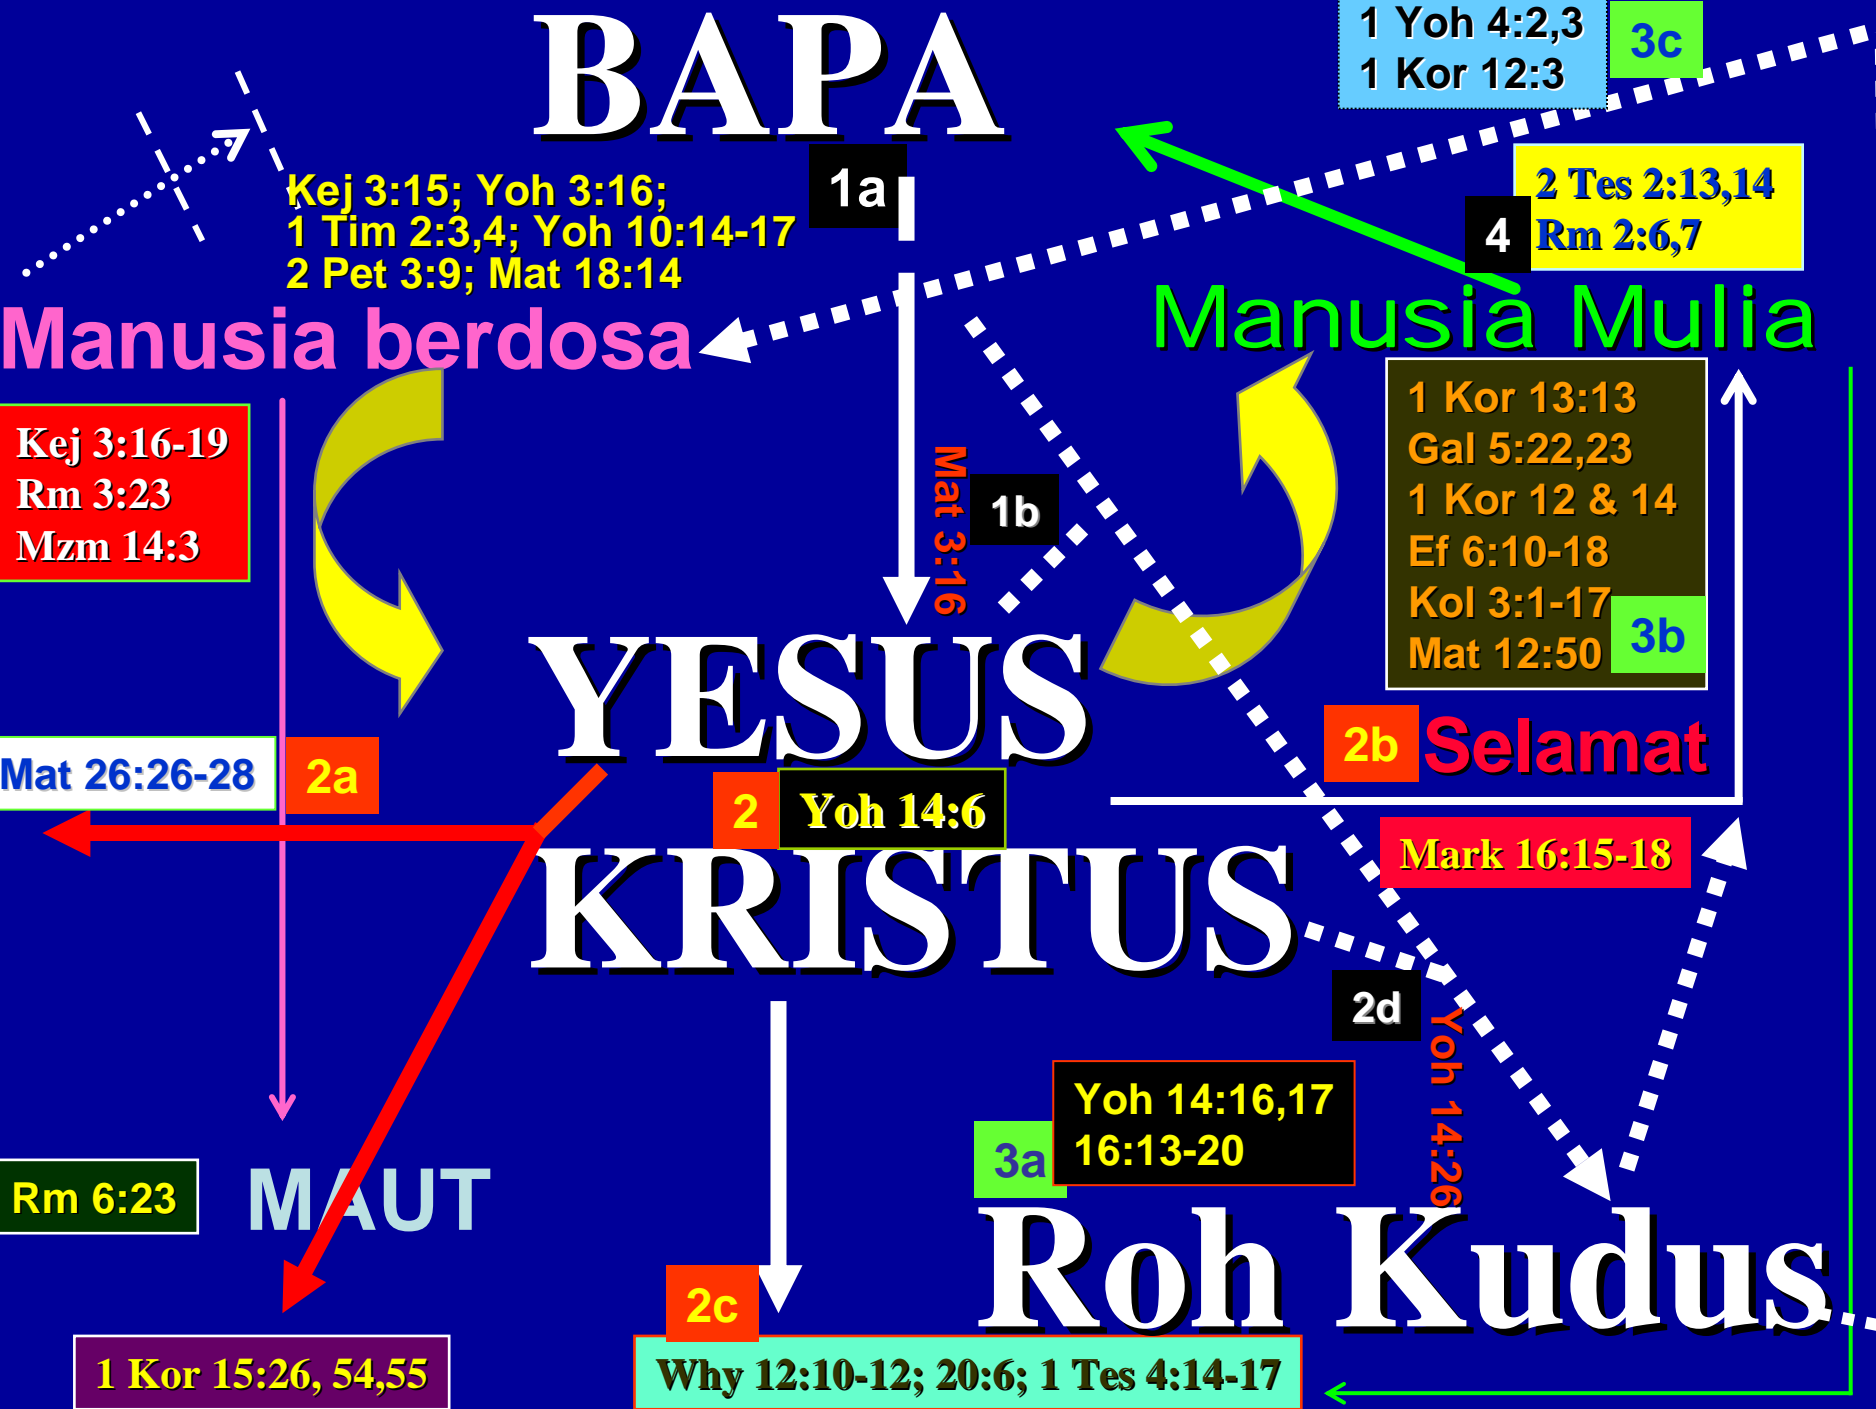 BAPA
1 Yoh 4:2,3
1 Kor 12:3
3c
1a
Kej 3:15; Yoh 3:16;
1 Tim 2:3,4; Yoh 10:14-17
2 Pet 3:9; Mat 18:14
2 Tes 2:13,14
Rm 2:6,7
4
Manusia berdosa
Manusia Mulia
Kej 3:16-19
Rm 3:23
Mzm 14:3
Mat 3:16
1b
1 Kor 13:13
Gal 5:22,23
1 Kor 12 & 14
Ef 6:10-18
Kol 3:1-17
Mat 12:50
3b
YESUS
2b
Selamat
Mat 26:26-28
2a
2
Yoh 14:6
Mark 16:15-18
KRISTUS
2d
Yoh 14:26
Yoh 14:16,17
16:13-20
3a
Rm 6:23
MAUT
Roh Kudus
2c
1 Kor 15:26, 54,55
Why 12:10-12; 20:6; 1 Tes 4:14-17